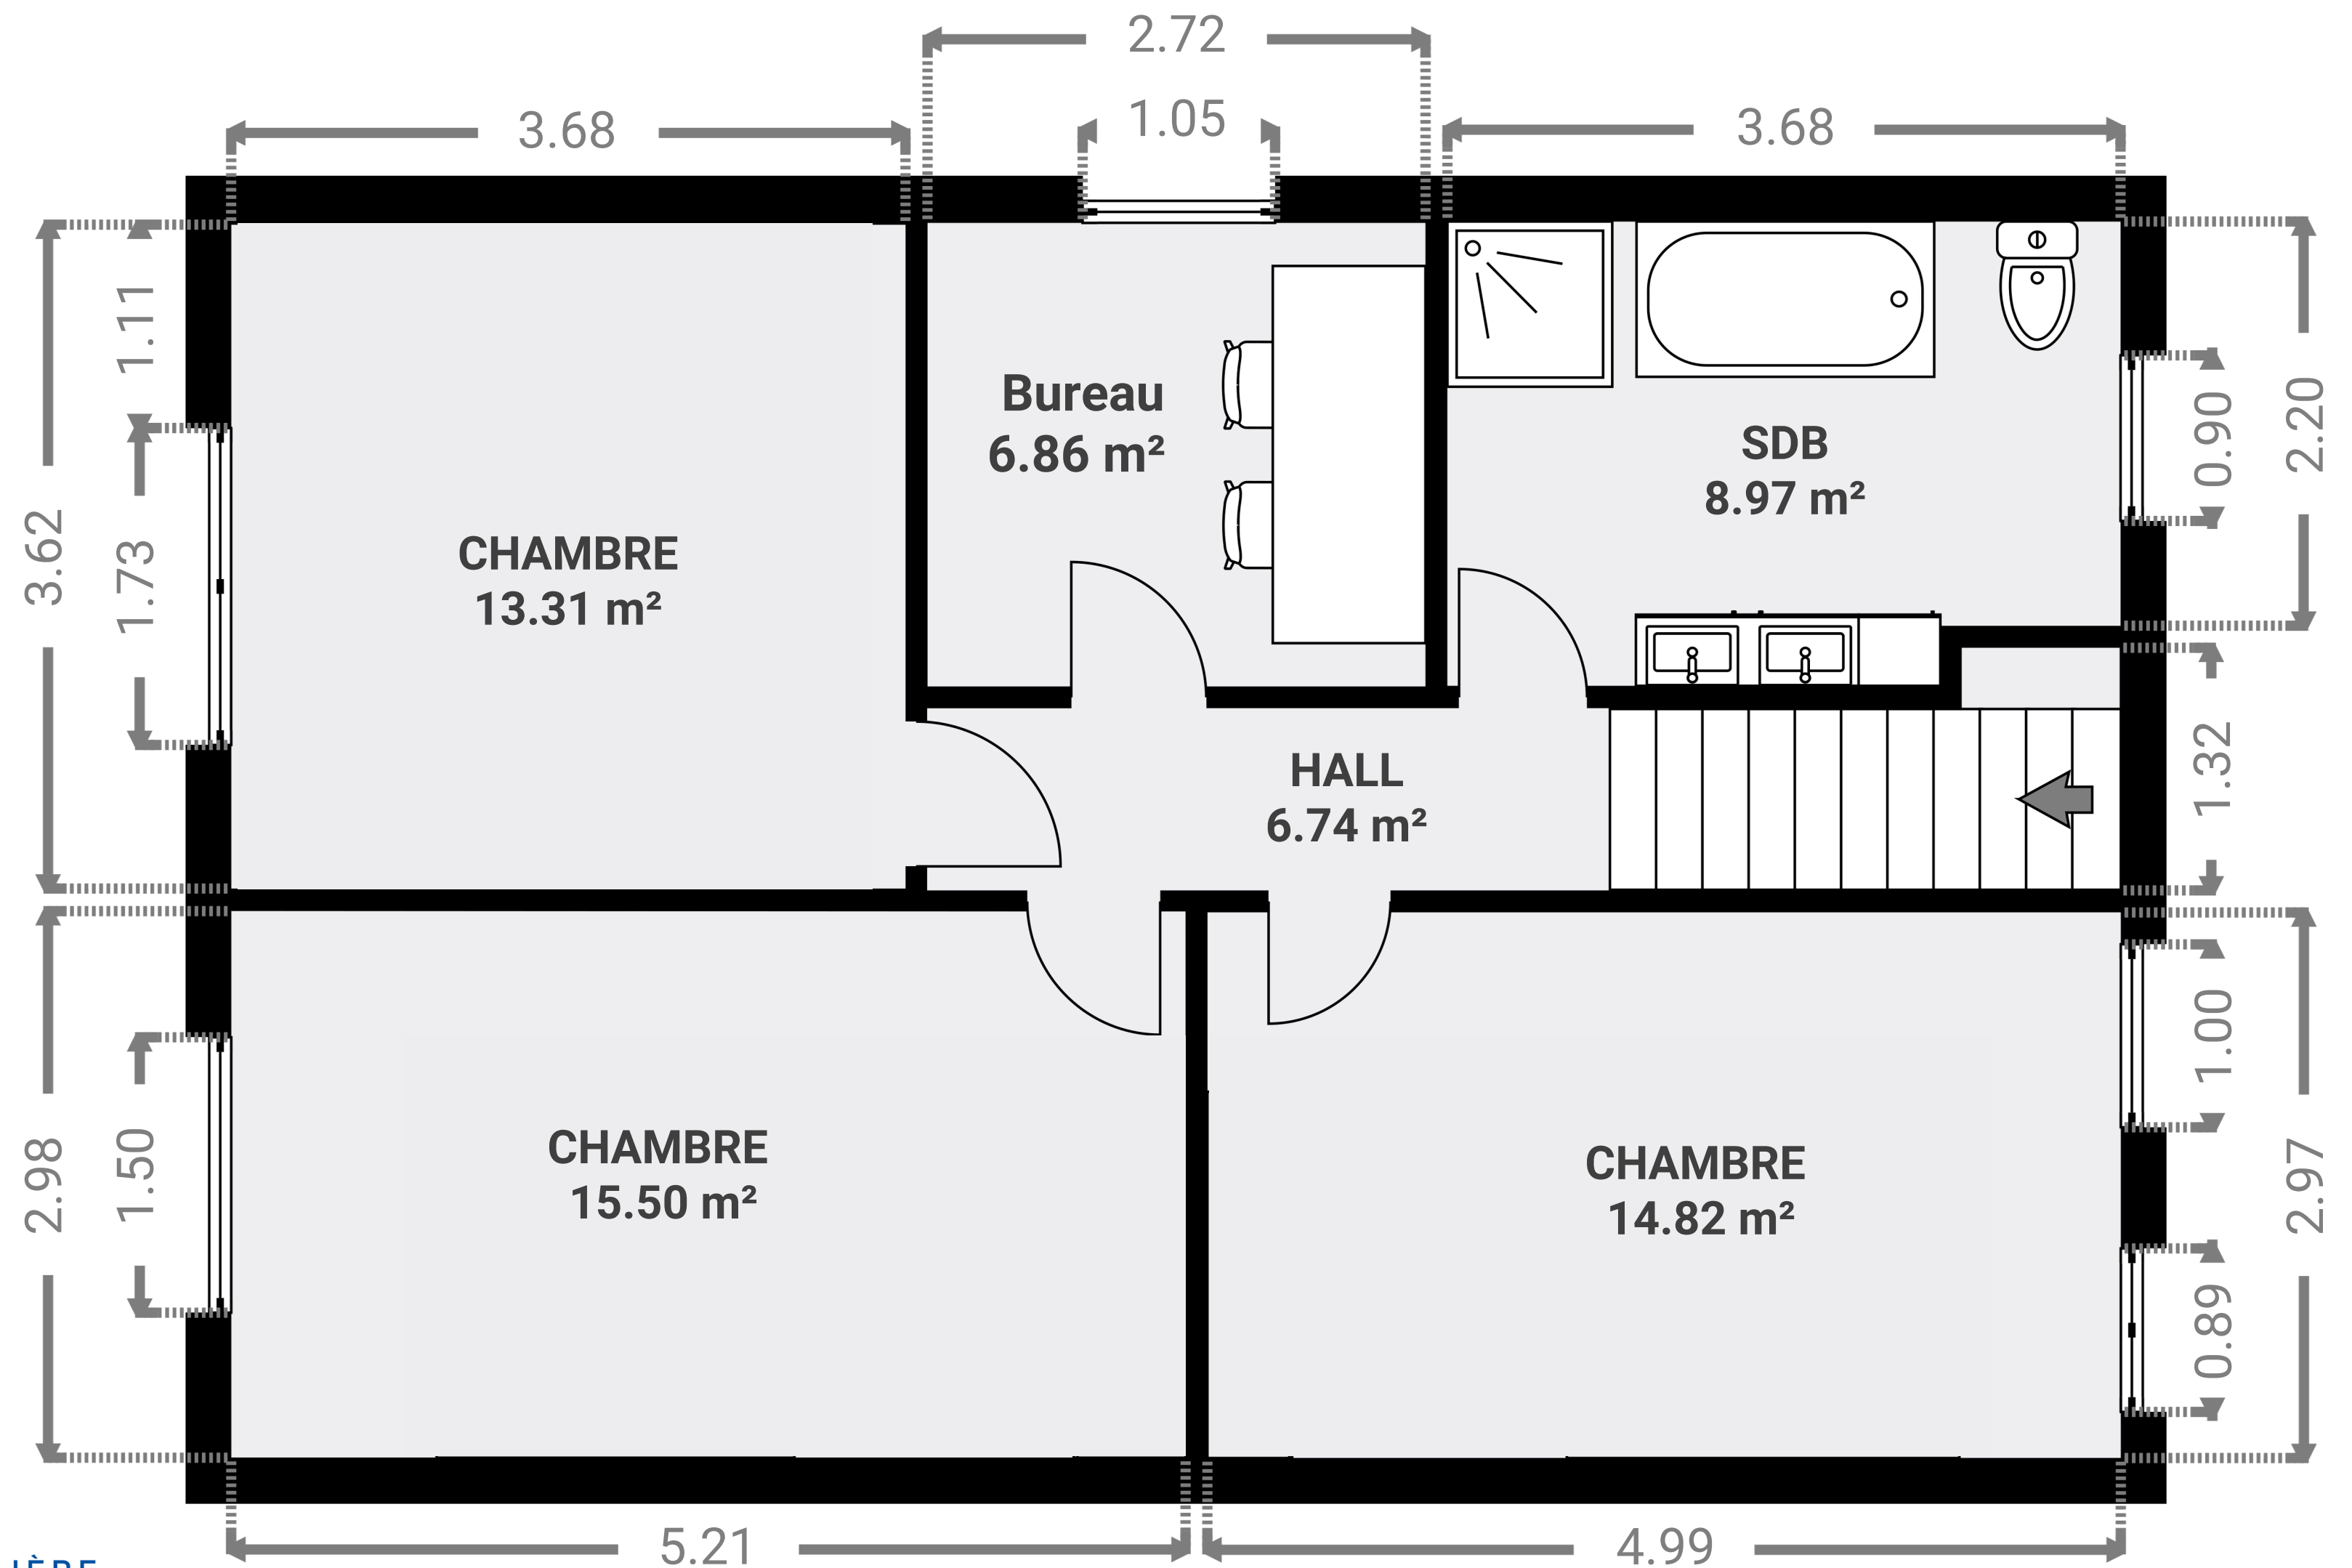 2.72
1.05
3.68
3.68
1.11
1.73
3.62
Bureau
6.86 m²
SDB
8.97 m²
0.90
2.20
CHAMBRE
13.31 m²
HALL
6.74 m²
1.32
2.98
1.50
CHAMBRE
15.50 m²
CHAMBRE
14.82 m²
1.00
2.97
0.89
5.21
4.99